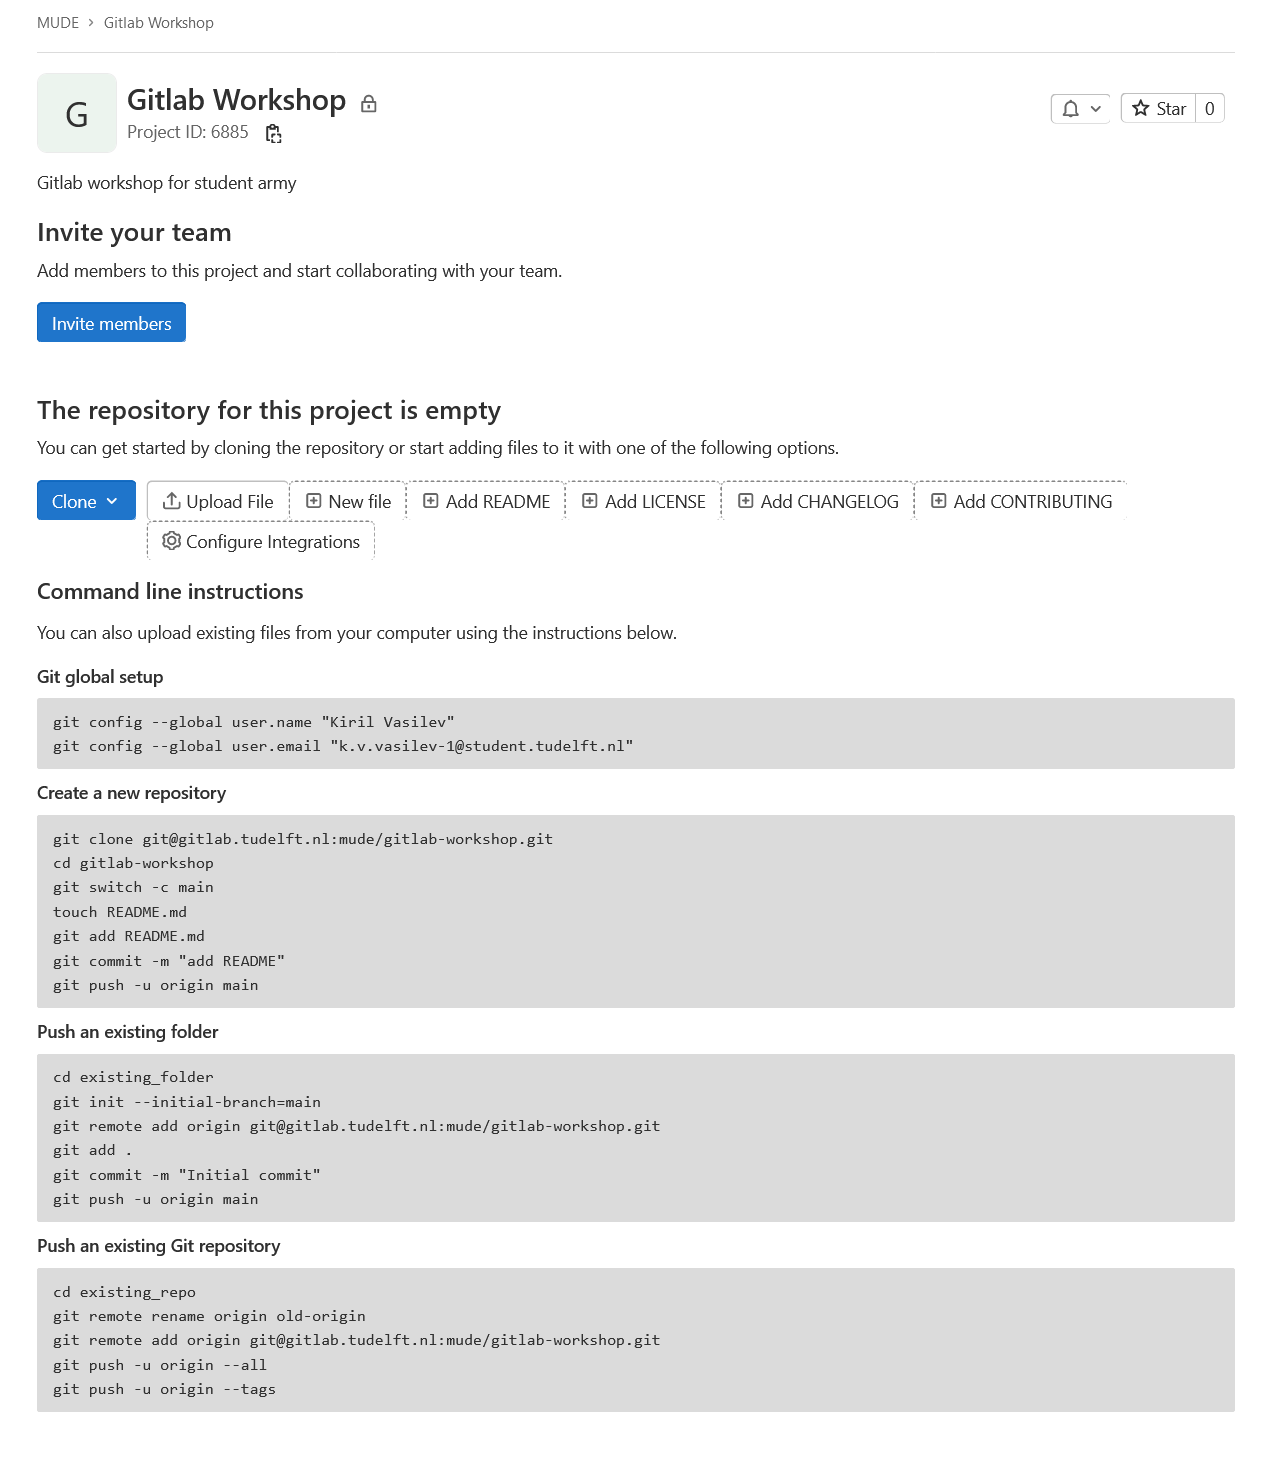 MUDE › Gitlab Workshop
G
Gitlab Workshop
Project ID: 6885
Star 0
Gitlab workshop for student army
Invite your team
Add members to this project and start collaborating with your team.
Invite members
The repository for this project is empty
You can get started by cloning the repository or start adding files to it with one of the following options.
Clone Upload File New file Add README Add LICENSE Add CHANGELOG Add CONTRIBUTING
Configure Integrations
Command line instructions
You can also upload existing files from your computer using the instructions below.
Git global setup
git config --global user.name "Kiril Vasilev"
git config --global user.email "k.v.vasilev-1@student.tudelft.nl"
Create a new repository
git clone git@gitlab.tudelft.nl:mude/gitlab-workshop.git
cd gitlab-workshop
git switch -c main
touch README.md
git add README.md
git commit -m "add README"
git push -u origin main
Push an existing folder
cd existing_folder
git init --initial-branch=main
git remote add origin git@gitlab.tudelft.nl:mude/gitlab-workshop.git
git add .
git commit -m "Initial commit"
git push -u origin main
Push an existing Git repository
cd existing_repo
git remote rename origin old-origin
git remote add origin git@gitlab.tudelft.nl:mude/gitlab-workshop.git
git push -u origin --all
git push -u origin --tags